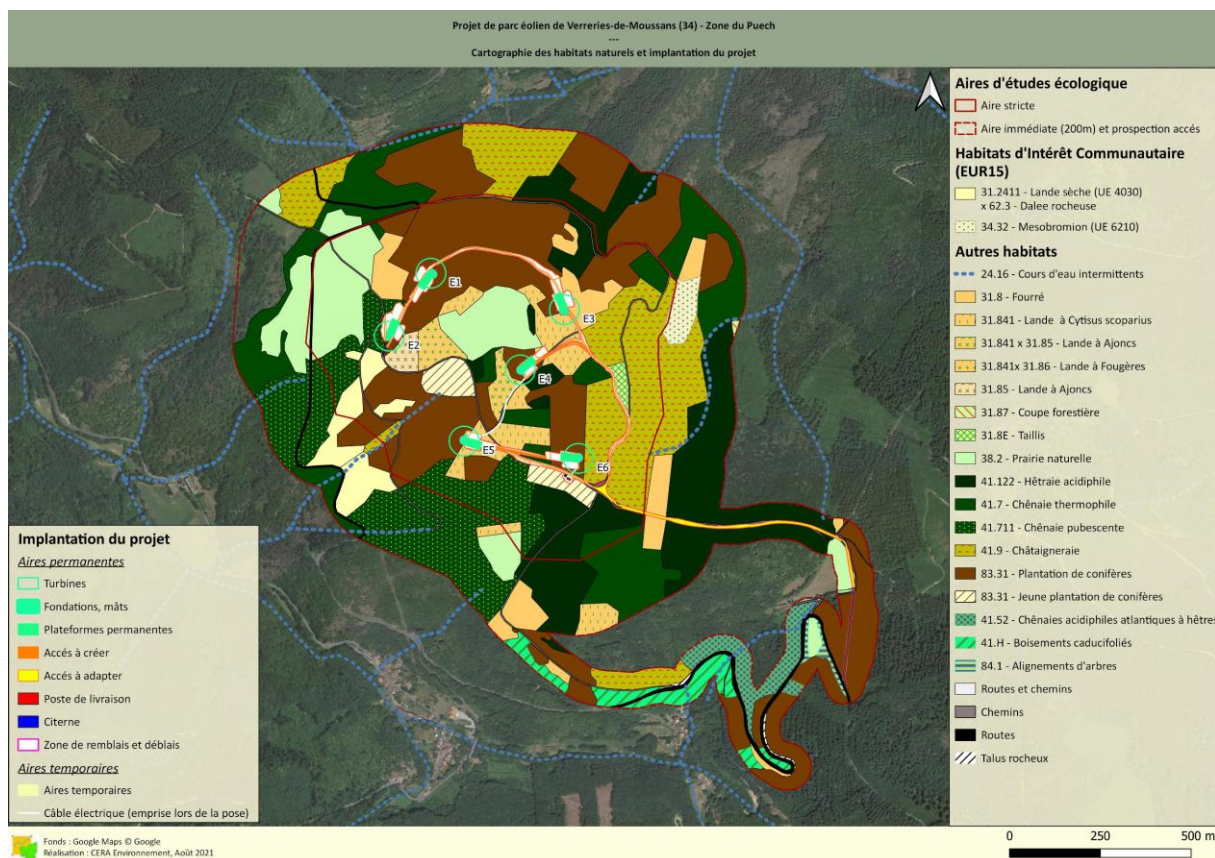 Projet de parc éolien de Verreries-de-Moussans (34) - Zone du Puech
---
Cartographie des habitats naturels et implantation du projet
Aires d'études écologique
Aire stricte
Aire immédiate (200m) et prospection accés
Habitats d'Intérêt Communautaire
(EUR15)
31.2411 - Lande sèche (UE 4030)
x 62.3 - Dalee rocheuse
34.32 - Mesobromion (UE 6210)
Autres habitats
24.16 - Cours d'eau intermittents
31.8 - Fourré
31.841 - Lande à Cytisus scoparius
31.841 x 31.85 - Lande à Ajoncs
31.841x 31.86 - Lande à Fougères
31.85 - Lande à Ajoncs
31.87 - Coupe forestière
31.8E - Taillis
38.2 - Prairie naturelle
41.122 - Hêtraie acidiphile
41.7 - Chênaie thermophile
41.711 - Chênaie pubescente
41.9 - Châtaigneraie
83.31 - Plantation de conifères
83.31 - Jeune plantation de conifères
41.52 - Chênaies acidiphiles atlantiques à hêtres
41.H - Boisements caducifoliés
84.1 - Alignements d'arbres
Routes et chemins
Chemins
Routes
Talus rocheux
E1
E2
E3
E4
E5
E6
Implantation du projet
Aires permanentes
Turbines
Fondations, mâts
Plateformes permanentes
Accés à créer
Accés à adapter
Poste de livraison
Citerne
Zone de remblais et déblais
Aires temporaires
Aires temporaires
Câble électrique (emprise lors de la pose)
Fonds : Google Maps © Google
Réalisation : CERA Environnement, Août 2021
0 250 500 m